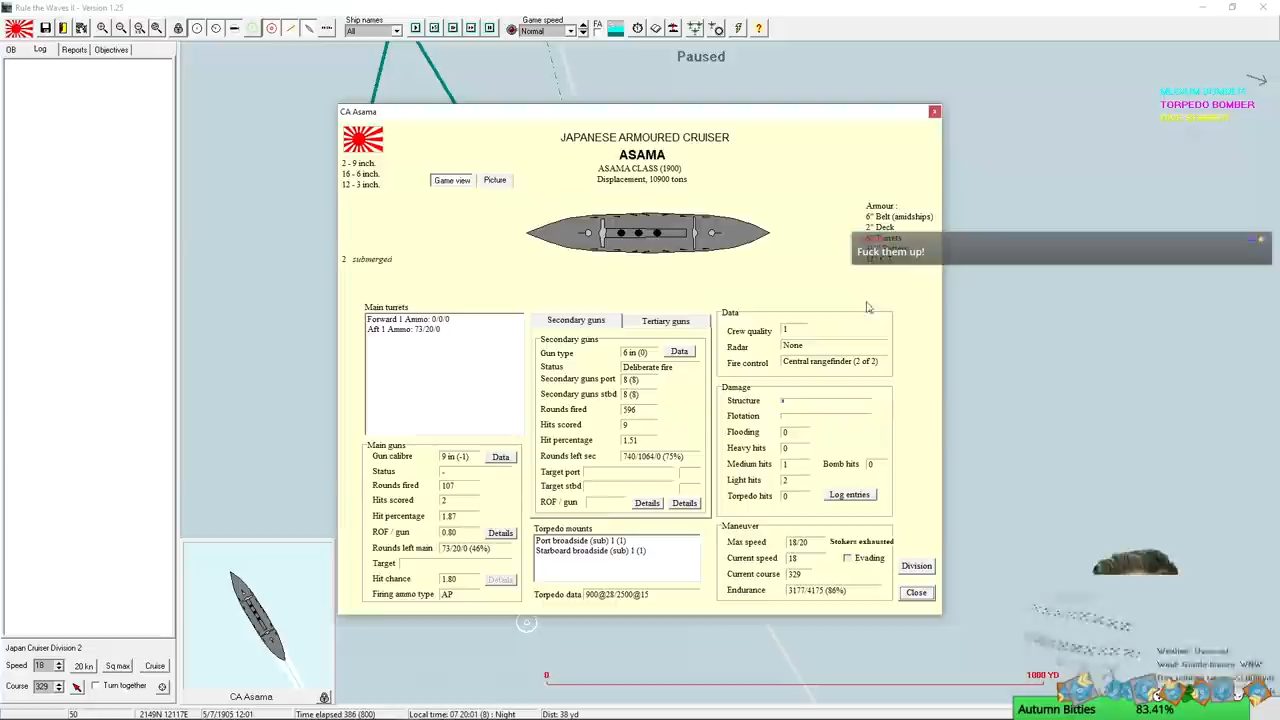 Rule the Waves II - Version 1.25
Ship names
All
Game speed
Normal
FA
OB
Log
Reports
Objectives
Paused
MEDIUM BOMBER
TORPEDO BOMBER
CA Asama
JAPANESE ARMOURED CRUISER
ASAMA
ASAMA CLASS (1900)
Displacement, 10900 tons
2 - 9 inch.
16 - 6 inch.
12 - 3 inch.
Game view
Picture
Armour :
6" Belt (amidships)
2" Deck
Fuck them up!
2 submerged
Main turrets
Forward 1 Ammo: 0/0/0
Aft 1 Ammo: 73/20/0
Main guns
Gun calibre 9 in (-1) Data
Status -
Rounds fired 107
Hits scored 2
Hit percentage 1.87
ROF / gun 0.80 Details
Rounds left main 73/20/0 (46%)
Target
Hit chance 1.80 Details
Firing ammo type AP
Secondary guns
Tertiary guns
Secondary guns
Gun type 6 in (0) Data
Status Deliberate fire
Secondary guns port 8 (8)
Secondary guns stbd 8 (8)
Rounds fired 596
Hits scored 9
Hit percentage 1.51
Rounds left sec 740/1064/0 (75%)
Target port
Target stbd
ROF / gun Details Details
Torpedo mounts
Port broadside (sub) 1 (1)
Starboard broadside (sub) 1 (1)
Torpedo data 900@28/2500@15
Data
Crew quality 1
Radar None
Fire control Central rangefinder (2 of 2)
Damage
Structure
Flotation
Flooding 0
Heavy hits 0
Medium hits 1 Bomb hits 0
Light hits 2
Torpedo hits 0 Log entries
Maneuver
Max speed 18/20 Stokers exhausted
Current speed 18 Evading
Current course 329
Endurance 3177/4175 (86%)
Division
Close
Japan Cruiser Division 2
Speed 18 20 kn Sq max Cruise
Course 329 Turn together
CA Asama
0
1000 YD
Autumn Bitties 83.41%
50
2149N 12117E
5/7/1905 12:01
Time elapsed 386 (800)
Local time: 07:20:01 (8) : Night
Dist: 38 yd